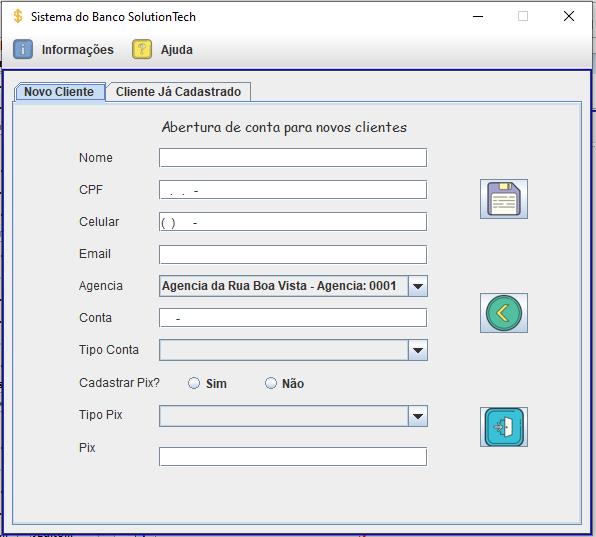 Sistema do Banco SolutionTech
Informações Ajuda
Novo Cliente Cliente Já Cadastrado
Abertura de conta para novos clientes
Nome
CPF . . -
Celular ( ) -
Email
Agencia Agencia da Rua Boa Vista - Agencia: 0001
Conta -
Tipo Conta
Cadastrar Pix? Sim Não
Tipo Pix
Pix